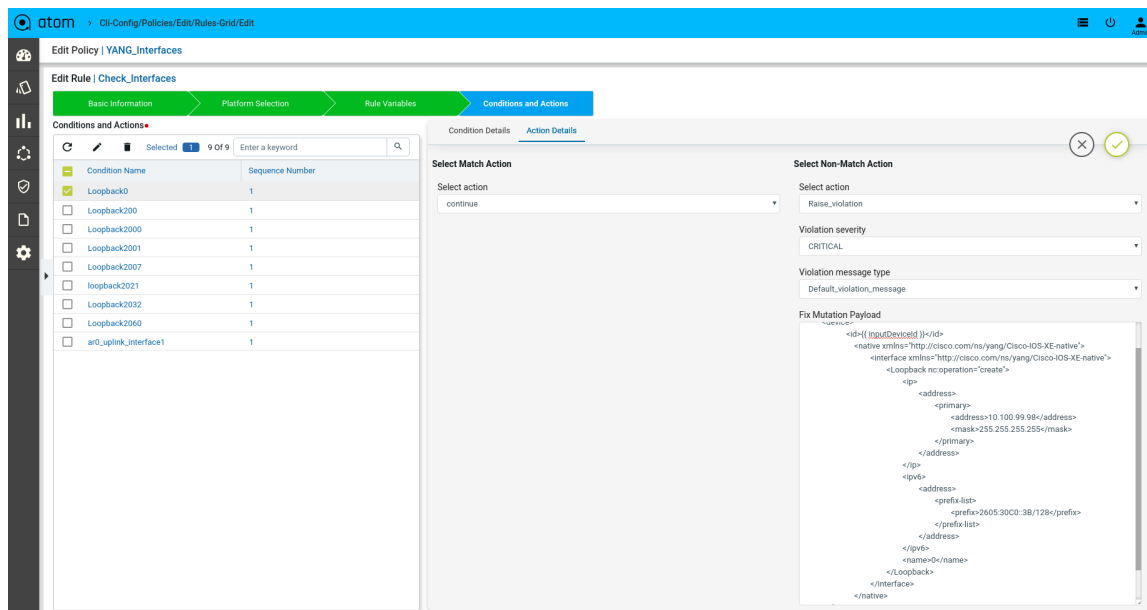 atom > Cli-Config/Policies/Edit/Rules-Grid/Edit
Admi
Edit Policy | YANG_Interfaces
Edit Rule | Check_Interfaces
Basic Information
Platform Selection
Rule Variables
Conditions and Actions
Conditions and Actions
Selected 1 9 Of 9 Enter a keyword
Condition Name Sequence Number
Loopback0 1
Loopback200 1
Loopback2000 1
Loopback2001 1
Loopback2007 1
loopback2021 1
Loopback2032 1
Loopback2060 1
ar0_uplink_interface1 1
Condition Details Action Details
Select Match Action
Select action
continue
Select Non-Match Action
Select action
Raise_violation
Violation severity
CRITICAL
Violation message type
Default_violation_message
Fix Mutation Payload
<device>
<id>{{ inputDeviceId }}</id>
<native xmlns="http://cisco.com/ns/yang/Cisco-IOS-XE-native">
<interface xmlns="http://cisco.com/ns/yang/Cisco-IOS-XE-native">
<Loopback nc:operation="create">
<ip>
<address>
<primary>
<address>10.100.99.98</address>
<mask>255.255.255.255</mask>
</primary>
</address>
</ip>
<ipv6>
<address>
<prefix-list>
<prefix>2605:30C0::3B/128</prefix>
</prefix-list>
</address>
</ipv6>
<name>0</name>
</Loopback>
</interface>
</native>